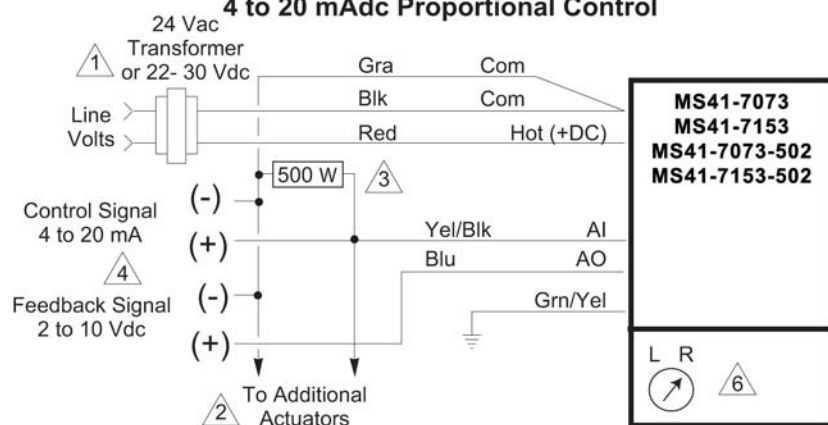 4 to 20 mAdc Proportional Control
24 Vac
Transformer
or 22- 30 Vdc
1
Line
Volts
Gra Com
Blk Com
Red Hot (+DC)
MS41-7073
MS41-7153
MS41-7073-502
MS41-7153-502
500 W
3
Control Signal
4 to 20 mA
(-)
(+)
Yel/Blk AI
Blu AO
4
Feedback Signal
2 to 10 Vdc
(-)
(+)
Grn/Yel
L R
6
2
To Additional
Actuators